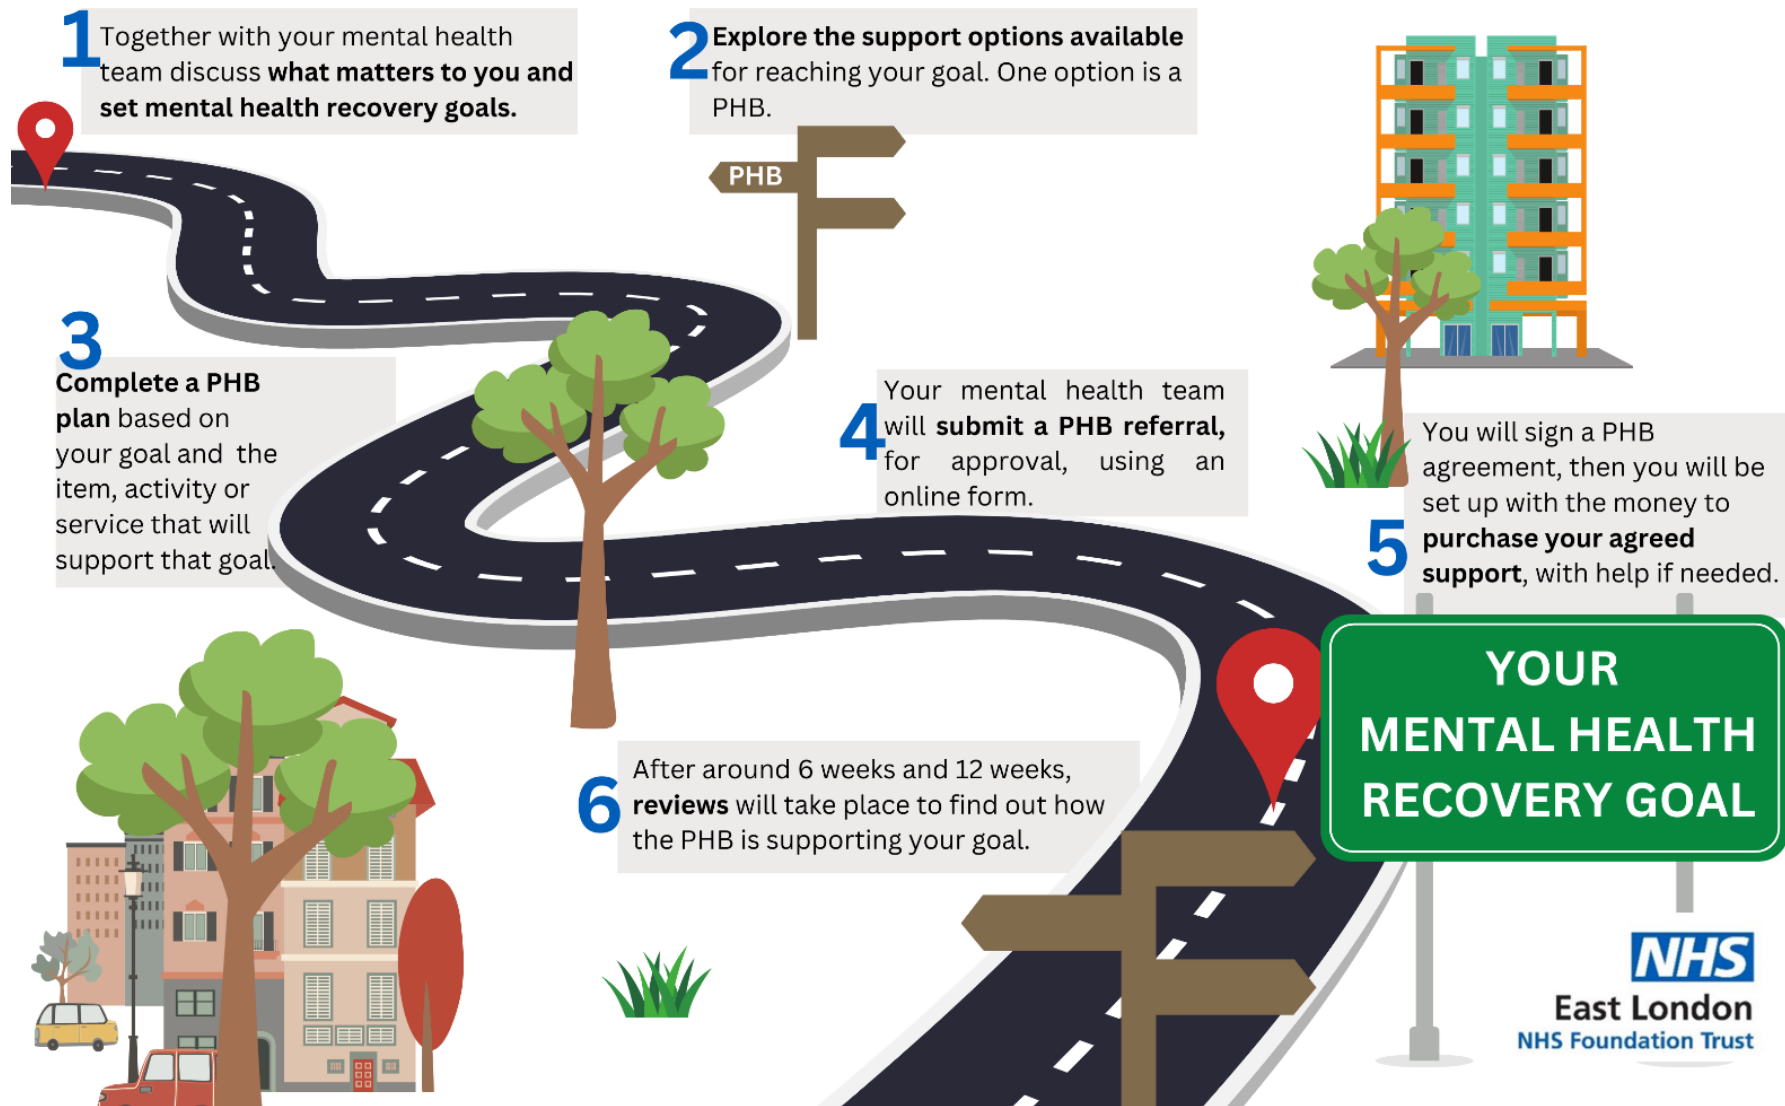 1
Together with your mental health
team discuss what matters to you and
set mental health recovery goals.
2
Explore the support options available
for reaching your goal. One option is a
PHB.
PHB
3
Complete a PHB
plan based on
your goal and the
item, activity or
service that will
support that goal.
4
Your mental health team
will submit a PHB referral,
for approval, using an
online form.
5
You will sign a PHB
agreement, then you will be
set up with the money to
purchase your agreed
support, with help if needed.
YOUR
MENTAL HEALTH
RECOVERY GOAL
6
After around 6 weeks and 12 weeks,
reviews will take place to find out how
the PHB is supporting your goal.
NHS
East London
NHS Foundation Trust